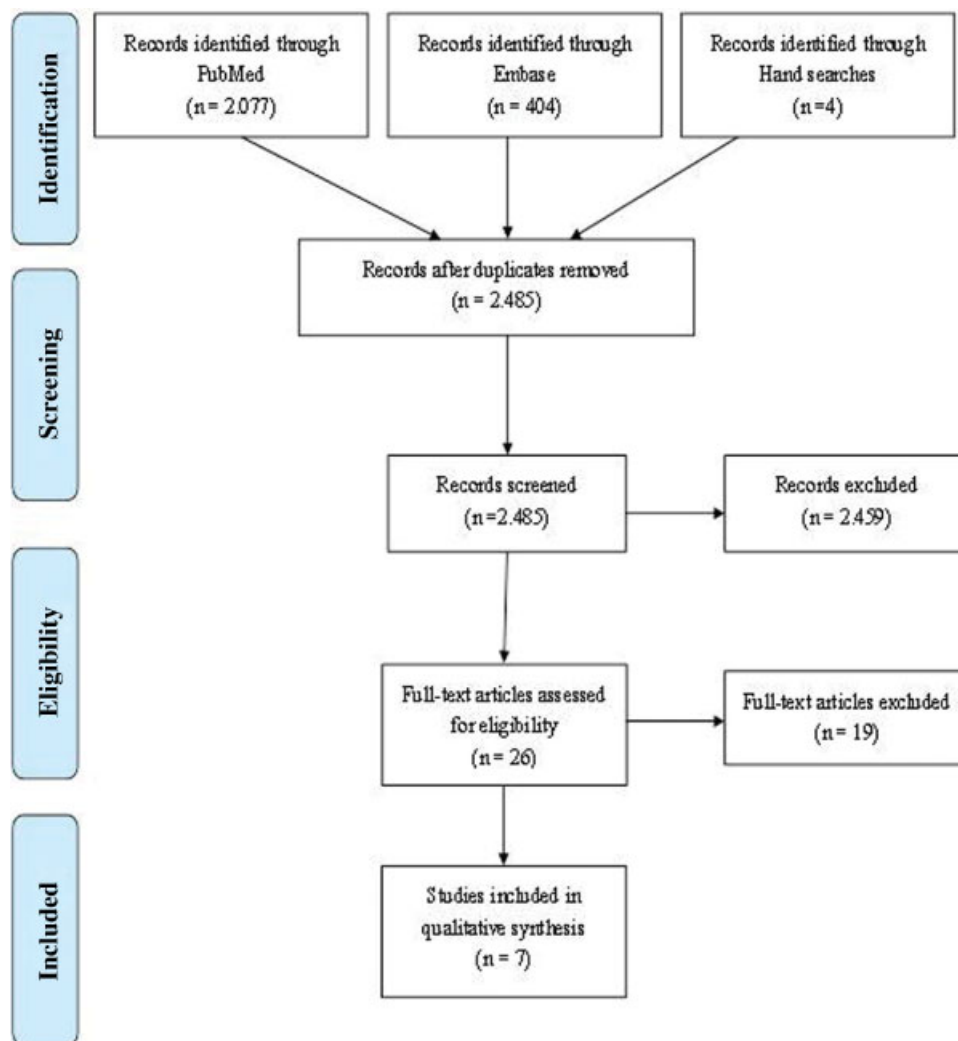 Identification
Records identified through
PubMed
(n = 2.077)
Records identified through
Embase
(n = 404)
Records identified through
Hand searches
(n=4)
Screening
Records after duplicates removed
(n = 2.485)
Records screened
(n =2.485)
Records excluded
(n = 2.459)
Eligibility
Full-text articles assessed
for eligibility
(n = 26)
Full-text articles excluded
(n = 19)
Included
Studies included in
qualitative synthesis
(n = 7)